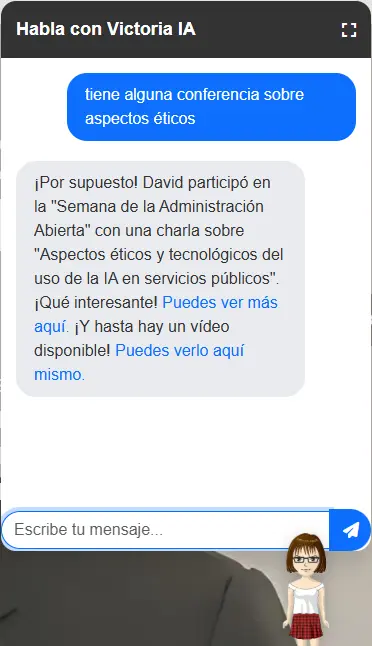 Habla con Victoria IA
tiene alguna conferencia sobre
aspectos éticos
¡Por supuesto! David participó en
la "Semana de la Administración
Abierta" con una charla sobre
"Aspectos éticos y tecnológicos del
uso de la IA en servicios públicos".
¡Qué interesante! Puedes ver más
aquí. ¡Y hasta hay un vídeo
disponible! Puedes verlo aquí
mismo.
Escribe tu mensaje...